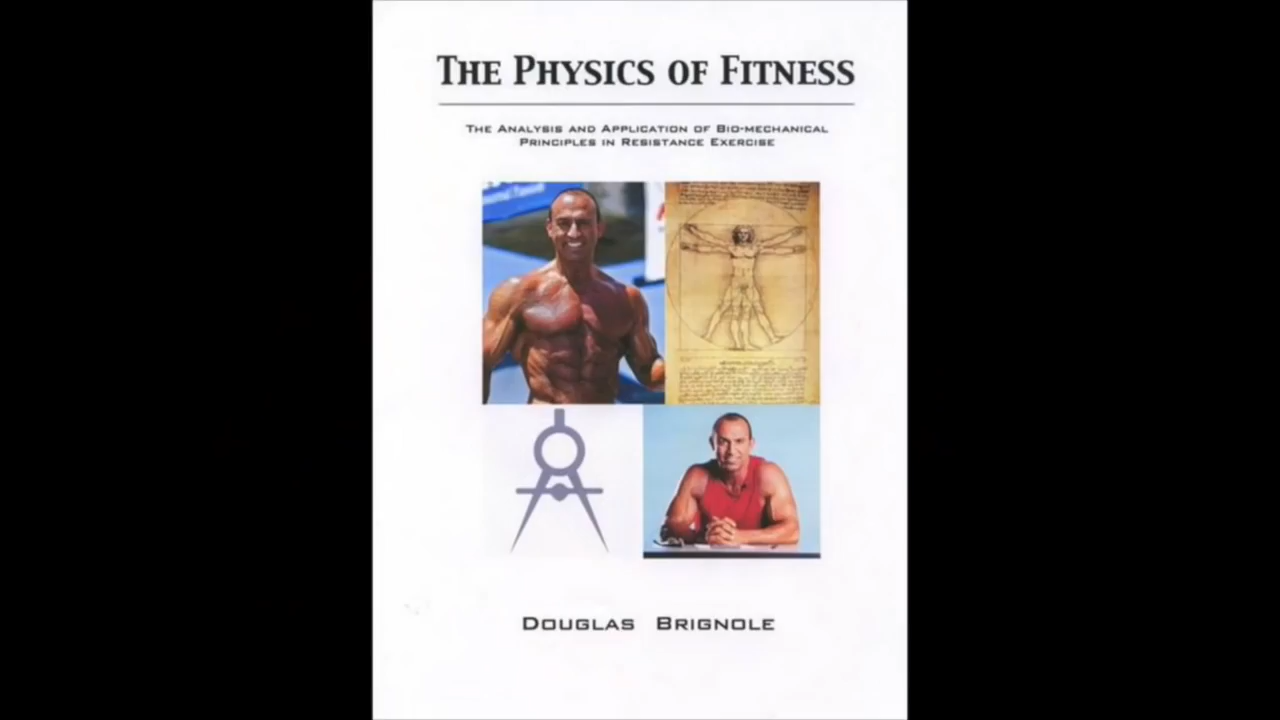 THE PHYSICS OF FITNESS
THE ANALYSIS AND APPLICATION OF BIO-MECHANICAL
PRINCIPLES IN RESISTANCE EXERCISE
DOUGLAS BRIGNOLE